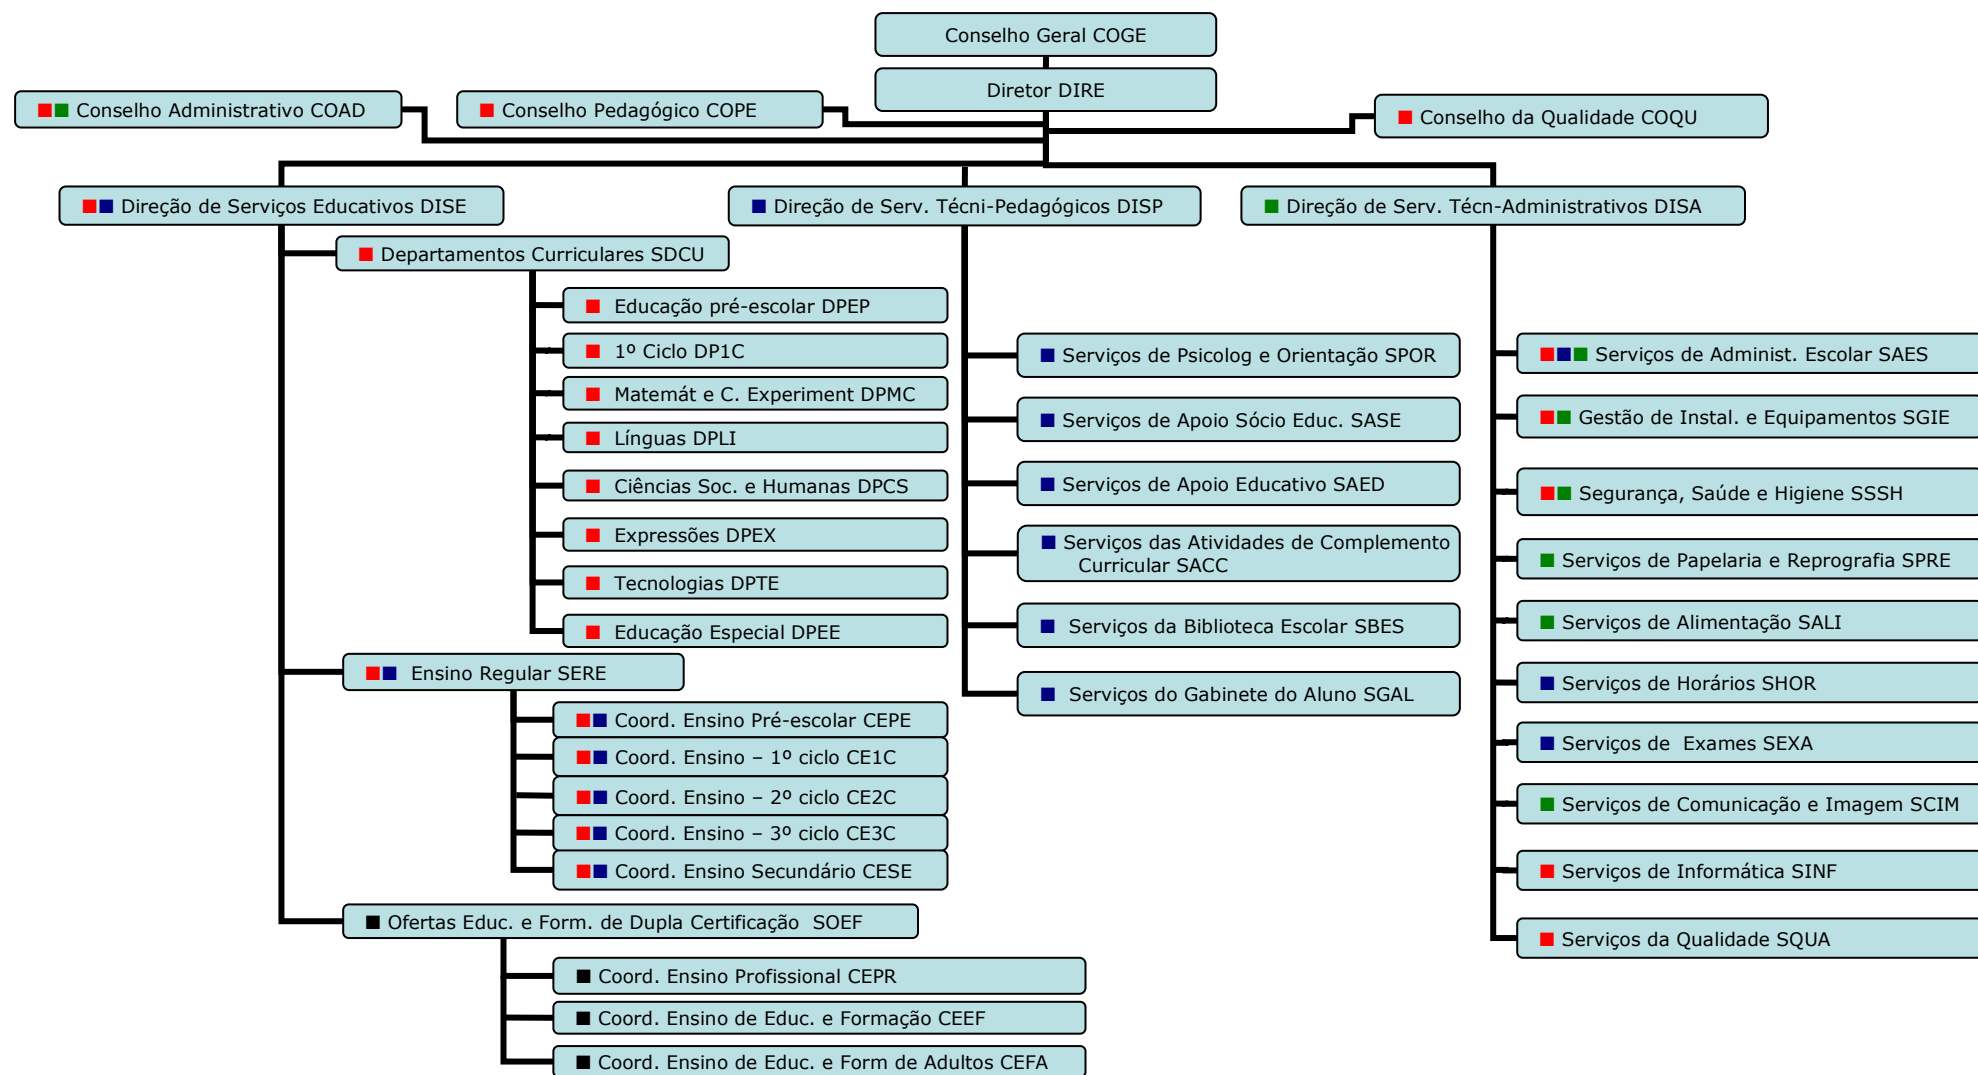 Conselho Geral COGE
Diretor DIRE
Conselho Administrativo COAD
Conselho Pedagógico COPE
Conselho da Qualidade COQU
Direção de Serviços Educativos DISE
Direção de Serv. Técni-Pedagógicos DISP
Direção de Serv. Técn-Administrativos DISA
Departamentos Curriculares SDCU
Educação pré-escolar DPEP
1º Ciclo DP1C
Matemát e C. Experiment DPMC
Línguas DPLI
Ciências Soc. e Humanas DPCS
Expressões DPEX
Tecnologias DPTE
Educação Especial DPEE
Ensino Regular SERE
Coord. Ensino Pré-escolar CEPE
Coord. Ensino – 1º ciclo CE1C
Coord. Ensino – 2º ciclo CE2C
Coord. Ensino – 3º ciclo CE3C
Coord. Ensino Secundário CESE
Ofertas Educ. e Form. de Dupla Certificação SOEF
Coord. Ensino Profissional CEPR
Coord. Ensino de Educ. e Formação CEEF
Coord. Ensino de Educ. e Form de Adultos CEFA
Serviços de Psicolog e Orientação SPOR
Serviços de Apoio Sócio Educ. SASE
Serviços de Apoio Educativo SAED
Serviços das Atividades de Complemento
Curricular SACC
Serviços da Biblioteca Escolar SBES
Serviços do Gabinete do Aluno SGAL
Serviços de Administ. Escolar SAES
Gestão de Instal. e Equipamentos SGIE
Segurança, Saúde e Higiene SSSH
Serviços de Papelaria e Reprografia SPRE
Serviços de Alimentação SALI
Serviços de Horários SHOR
Serviços de Exames SEXA
Serviços de Comunicação e Imagem SCIM
Serviços de Informática SINF
Serviços da Qualidade SQUA